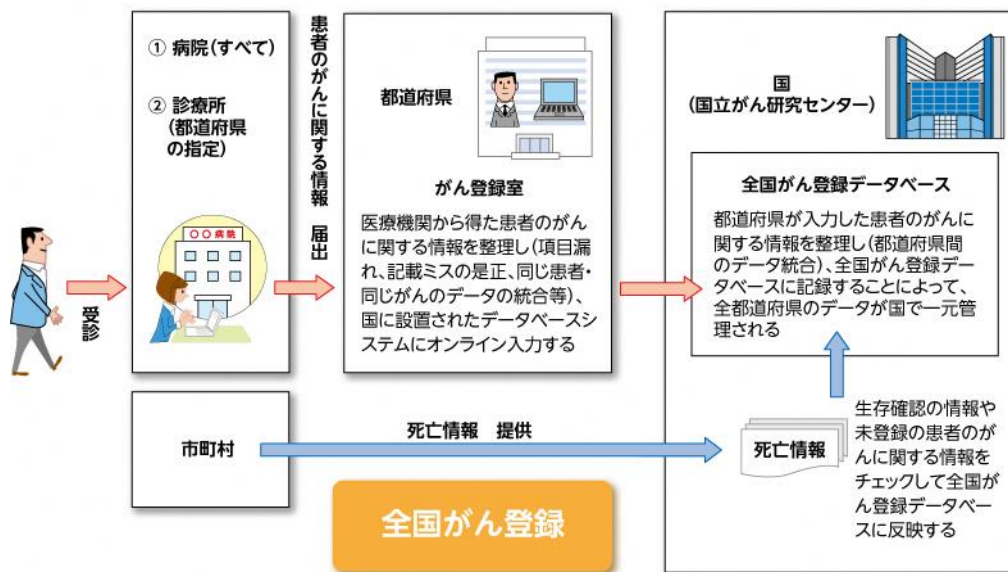 ① 病院(すべて)
② 診療所
(都道府県
の指定)
〇〇病院
受診
患者のがんに関する情報 届出
都道府県
がん登録室
医療機関から得た患者のがん
に関する情報を整理し(項目漏
れ、記載ミスの是正、同じ患者・
同じがんのデータの統合等)、
国に設置されたデータベースシ
ステムにオンライン入力する
国
(国立がん研究センター)
全国がん登録データベース
都道府県が入力した患者のがんに
関する情報を整理し(都道府県間
のデータ統合)、全国がん登録デー
タベースに記録することによって、
全都道府県のデータが国で一元管
理される
市町村
死亡情報 提供
死亡情報
生存確認の情報や
未登録の患者のが
んに関する情報を
チェックして全国が
ん登録データベー
スに反映する
全国がん登録